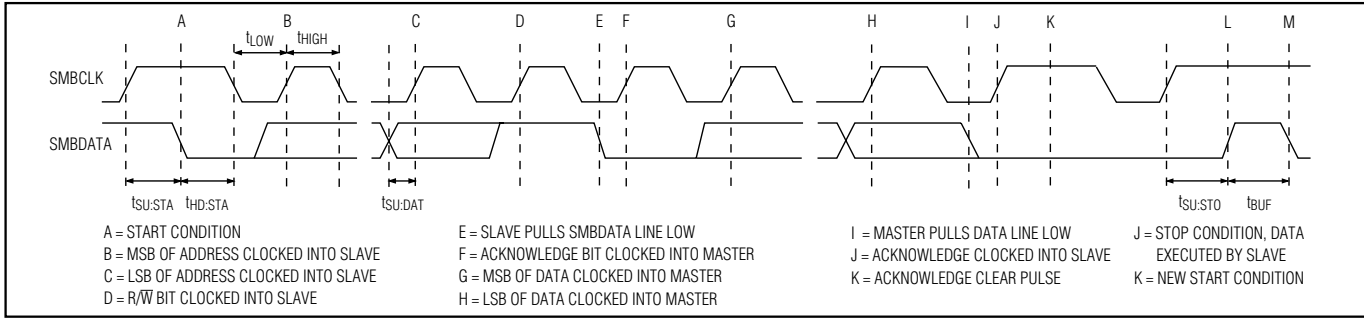 A B C D E F G H I J K L M
tLOW tHIGH
SMBCLK
SMBDATA
tSU:STA tHD:STA tSU:DAT tSU:STO tBUF
A = START CONDITION
B = MSB OF ADDRESS CLOCKED INTO SLAVE
C = LSB OF ADDRESS CLOCKED INTO SLAVE
D = R/W̅ BIT CLOCKED INTO SLAVE
E = SLAVE PULLS SMBDATA LINE LOW
F = ACKNOWLEDGE BIT CLOCKED INTO MASTER
G = MSB OF DATA CLOCKED INTO MASTER
H = LSB OF DATA CLOCKED INTO MASTER
I = MASTER PULLS DATA LINE LOW
J = ACKNOWLEDGE CLOCKED INTO SLAVE
K = ACKNOWLEDGE CLEAR PULSE
J = STOP CONDITION, DATA
EXECUTED BY SLAVE
K = NEW START CONDITION